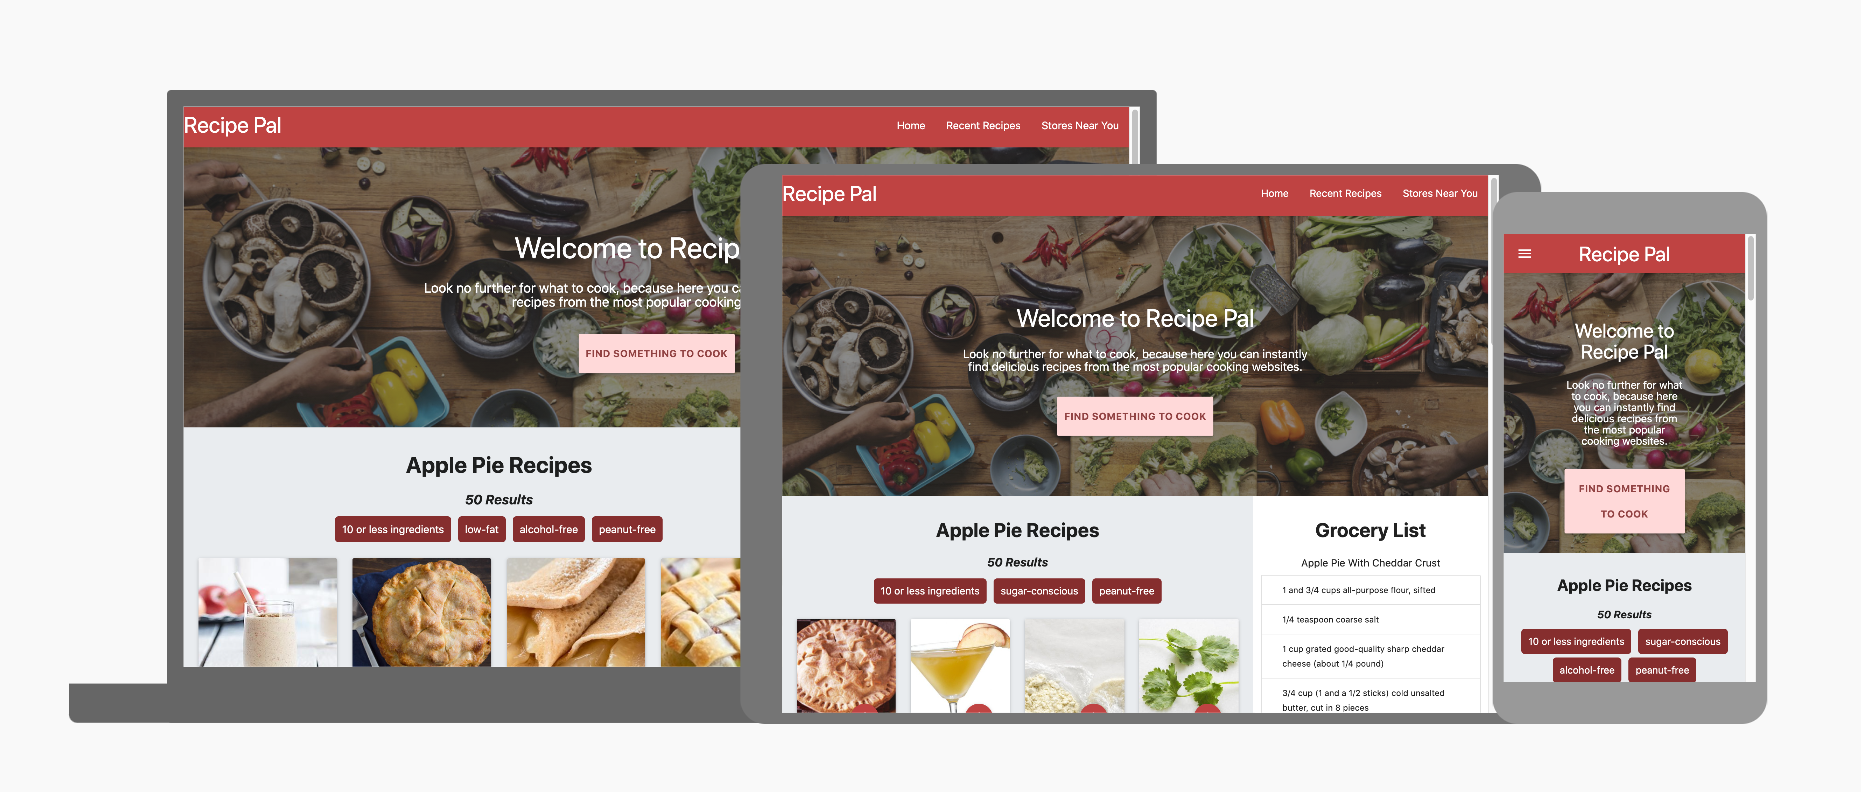 Recipe Pal
Home Recent Recipes Stores Near You
Welcome to Recip
Look no further for what to cook, because here you c
recipes from the most popular cooking
FIND SOMETHING TO COOK
Apple Pie Recipes
50 Results
10 or less ingredients low-fat alcohol-free peanut-free
Recipe Pal
Home Recent Recipes Stores Near You
Welcome to Recipe Pal
Look no further for what to cook, because here you can instantly
find delicious recipes from the most popular cooking websites.
FIND SOMETHING TO COOK
Apple Pie Recipes
50 Results
10 or less ingredients sugar-conscious peanut-free
Grocery List
Apple Pie With Cheddar Crust
1 and 3/4 cups all-purpose flour, sifted
1/4 teaspoon coarse salt
1 cup grated good-quality sharp cheddar
cheese (about 1/4 pound)
3/4 cup (1 and a 1/2 sticks) cold unsalted
butter, cut in 8 pieces
Recipe Pal
Welcome to
Recipe Pal
Look no further for what
to cook, because here
you can instantly find
delicious recipes from
the most popular
cooking websites.
FIND SOMETHING
TO COOK
Apple Pie Recipes
50 Results
10 or less ingredients sugar-conscious
alcohol-free peanut-free